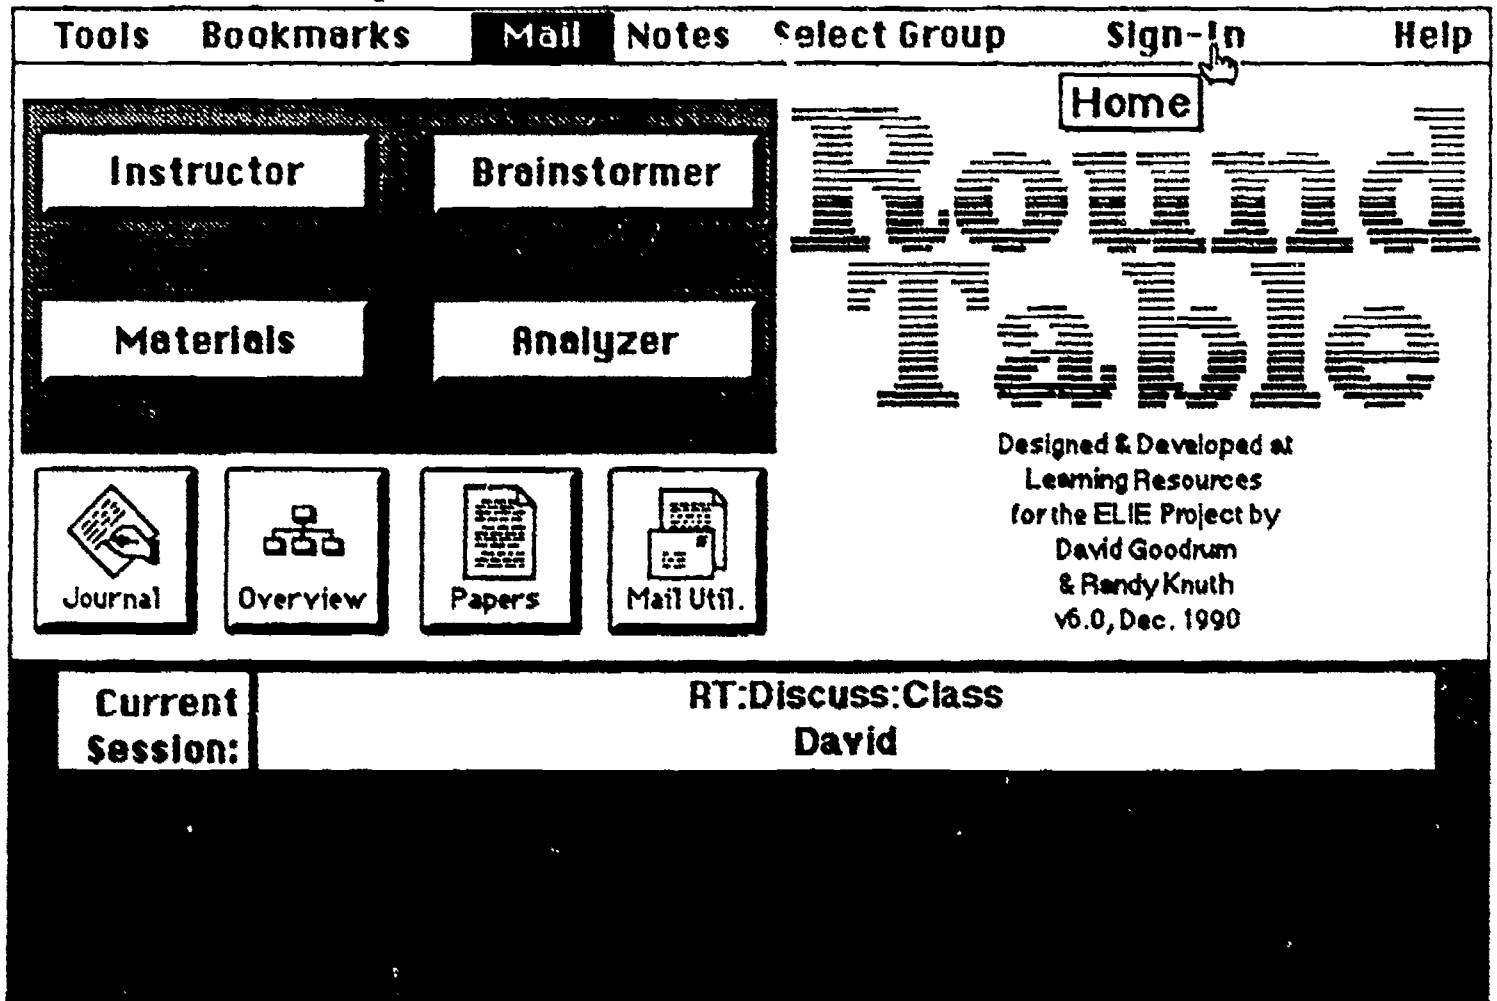 Tools Bookmarks Mail Notes Select Group Sign-In Help
Home
Instructor Brainstormer
Materials Analyzer
Round
Table
Designed & Developed at
Learning Resources
for the ELIE Project by
David Goodrum
& Randy Knuth
v6.0, Dec. 1990
Journal Overview Papers Mail Util.
Current
Session:
RT:Discuss:Class
David